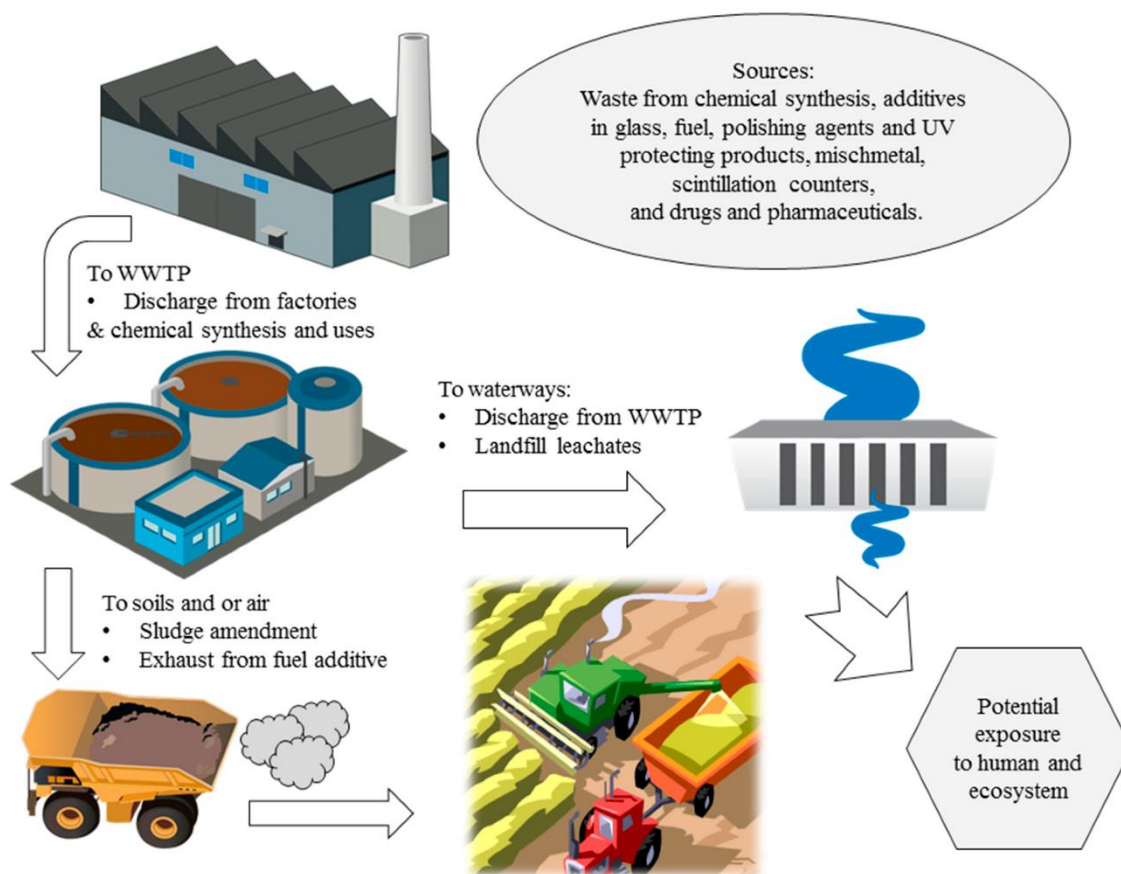 Sources:
Waste from chemical synthesis, additives
in glass, fuel, polishing agents and UV
protecting products, mischmetal,
scintillation counters,
and drugs and pharmaceuticals.
To WWTP
• Discharge from factories
& chemical synthesis and uses
To waterways:
• Discharge from WWTP
• Landfill leachates
To soils and or air
• Sludge amendment
• Exhaust from fuel additive
Potential
exposure
to human and
ecosystem